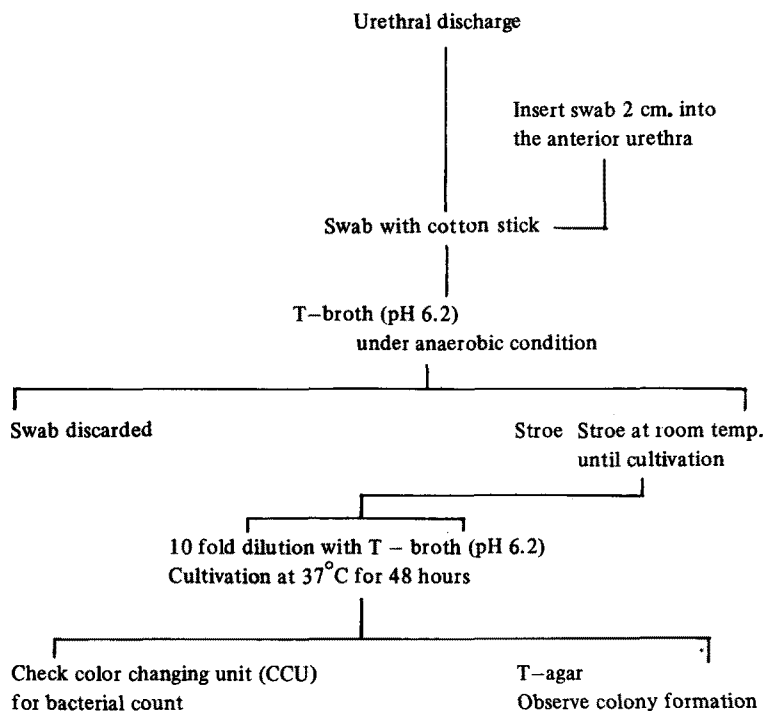 Urethral discharge
Insert swab 2 cm. into
the anterior urethra
Swab with cotton stick
T–broth (pH 6.2)
under anaerobic condition
Swab discarded
Stroe Stroe at room temp.
until cultivation
10 fold dilution with T – broth (pH 6.2)
Cultivation at 37°C for 48 hours
Check color changing unit (CCU)
for bacterial count
T–agar
Observe colony formation